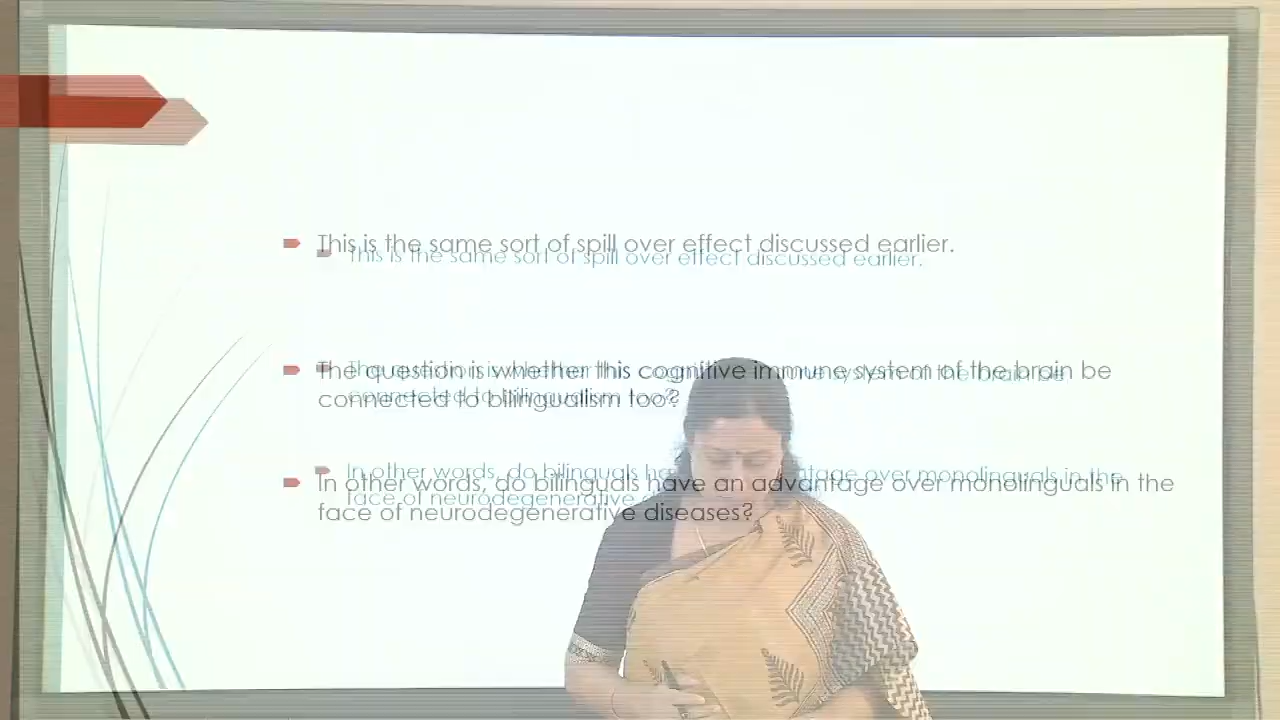 This is the same sort of spill over effect discussed earlier.
The question is whether this cognitive immune system of the brain be
connected to bilingualism too?
In other words, do bilinguals have an advantage over monolinguals in the
face of neurodegenerative diseases?